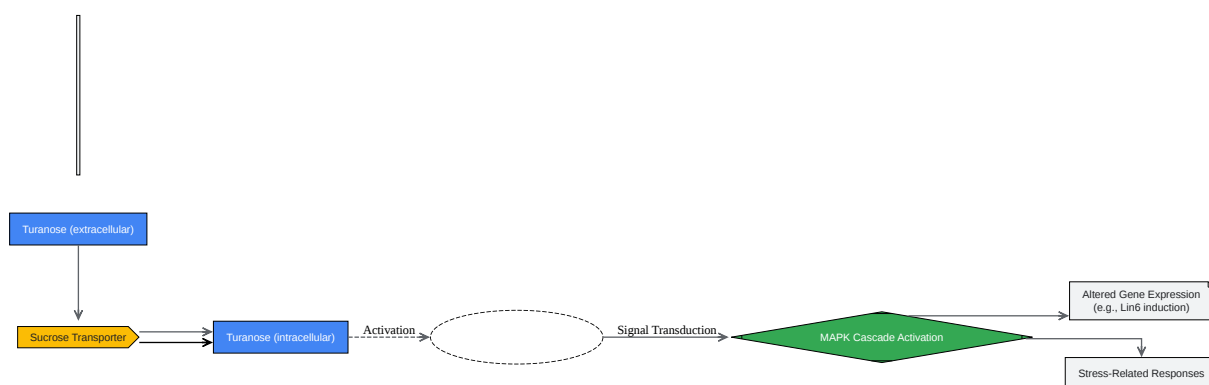 Turanose (extracellular)
Sucrose Transporter
Turanose (intracellular)
Activation
Signal Transduction
MAPK Cascade Activation
Altered Gene Expression
(e.g., Lin6 induction)
Stress-Related Responses